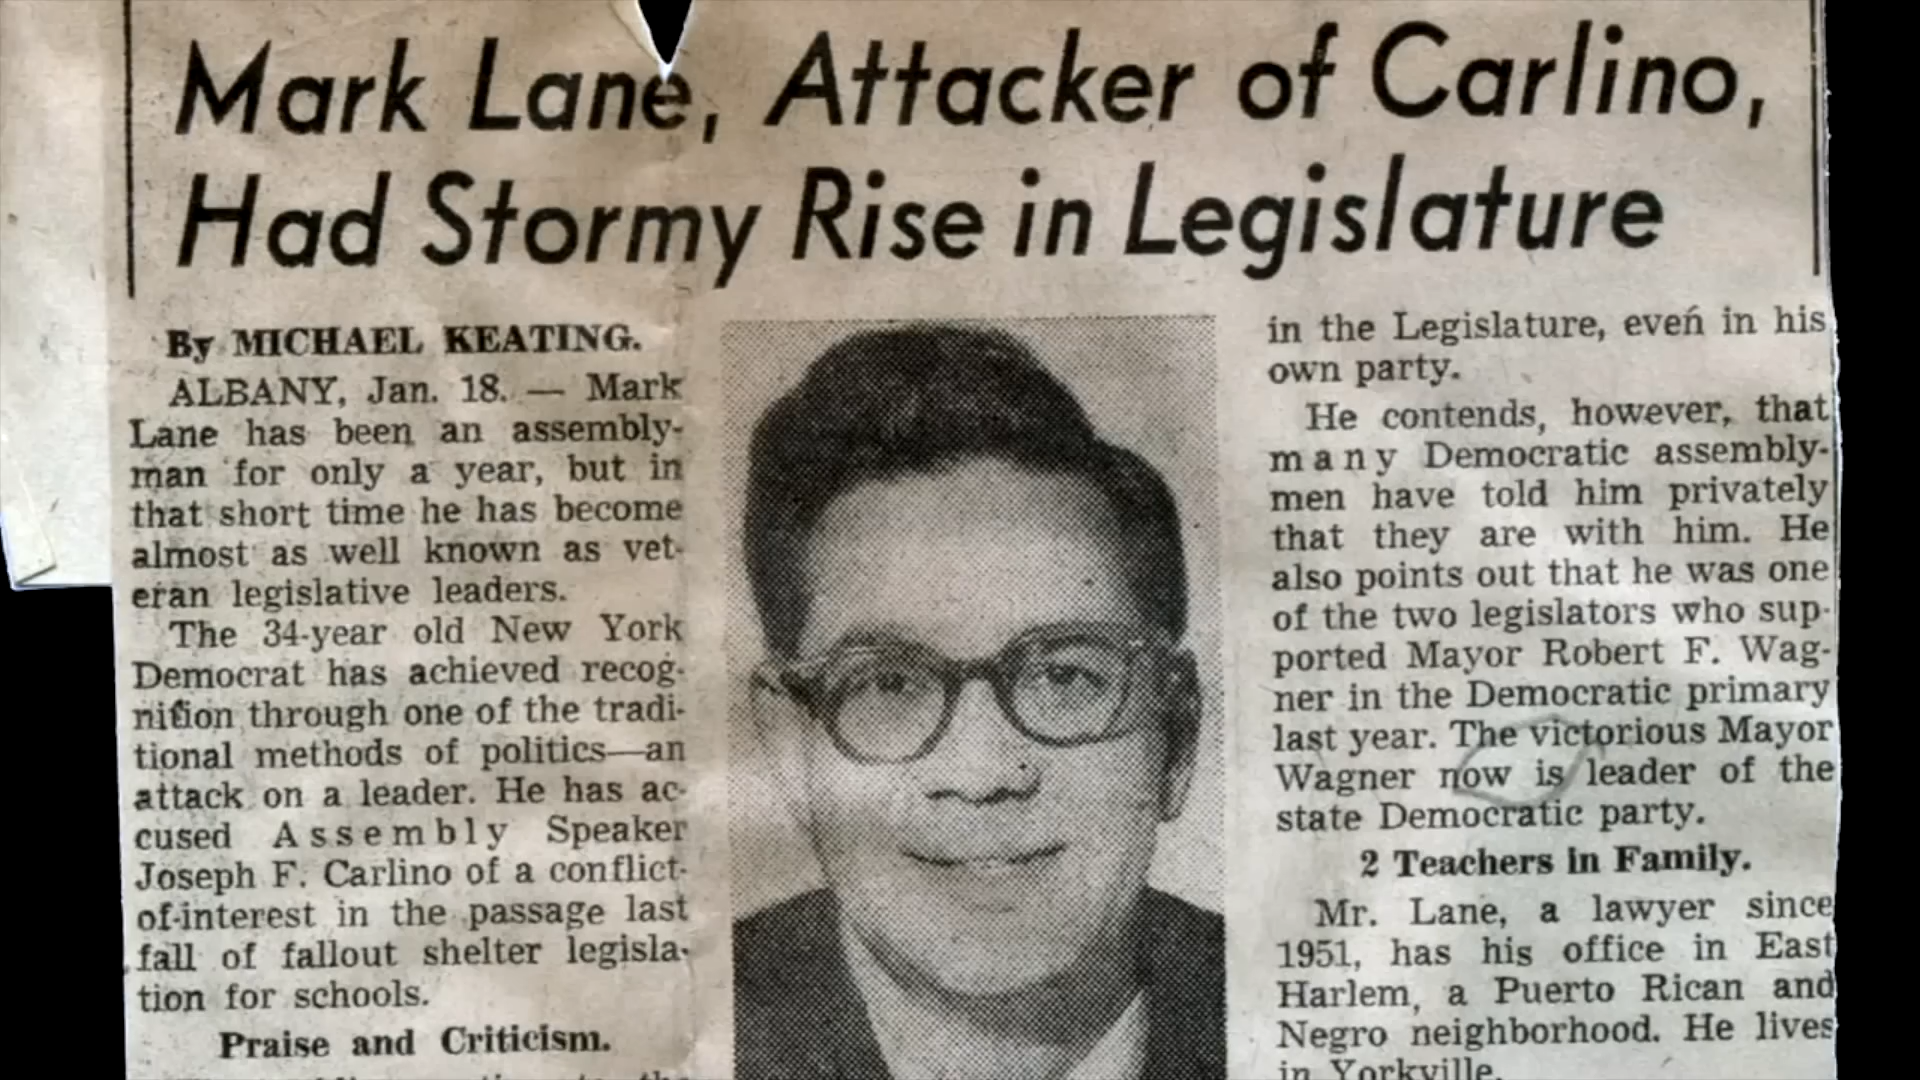 Mark Lane, Attacker of Carlino,
Had Stormy Rise in Legislature
By MICHAEL KEATING.
ALBANY, Jan. 18. — Mark
Lane has been an assembly-
man for only a year, but in
that short time he has become
almost as well known as vet-
eran legislative leaders.
The 34-year old New York
Democrat has achieved recog-
nition through one of the tradi-
tional methods of politics—an
attack on a leader. He has ac-
cused Assembly Speaker
Joseph F. Carlino of a conflict-
of-interest in the passage last
fall of fallout shelter legisla-
tion for schools.
Praise and Criticism.
in the Legislature, even in his
own party.
He contends, however, that
many Democratic assembly-
men have told him privately
that they are with him. He
also points out that he was one
of the two legislators who sup-
ported Mayor Robert F. Wag-
ner in the Democratic primary
last year. The victorious Mayor
Wagner now is leader of the
state Democratic party.
2 Teachers in Family.
Mr. Lane, a lawyer since
1951, has his office in East
Harlem, a Puerto Rican and
Negro neighborhood. He lives
in Yorkville.